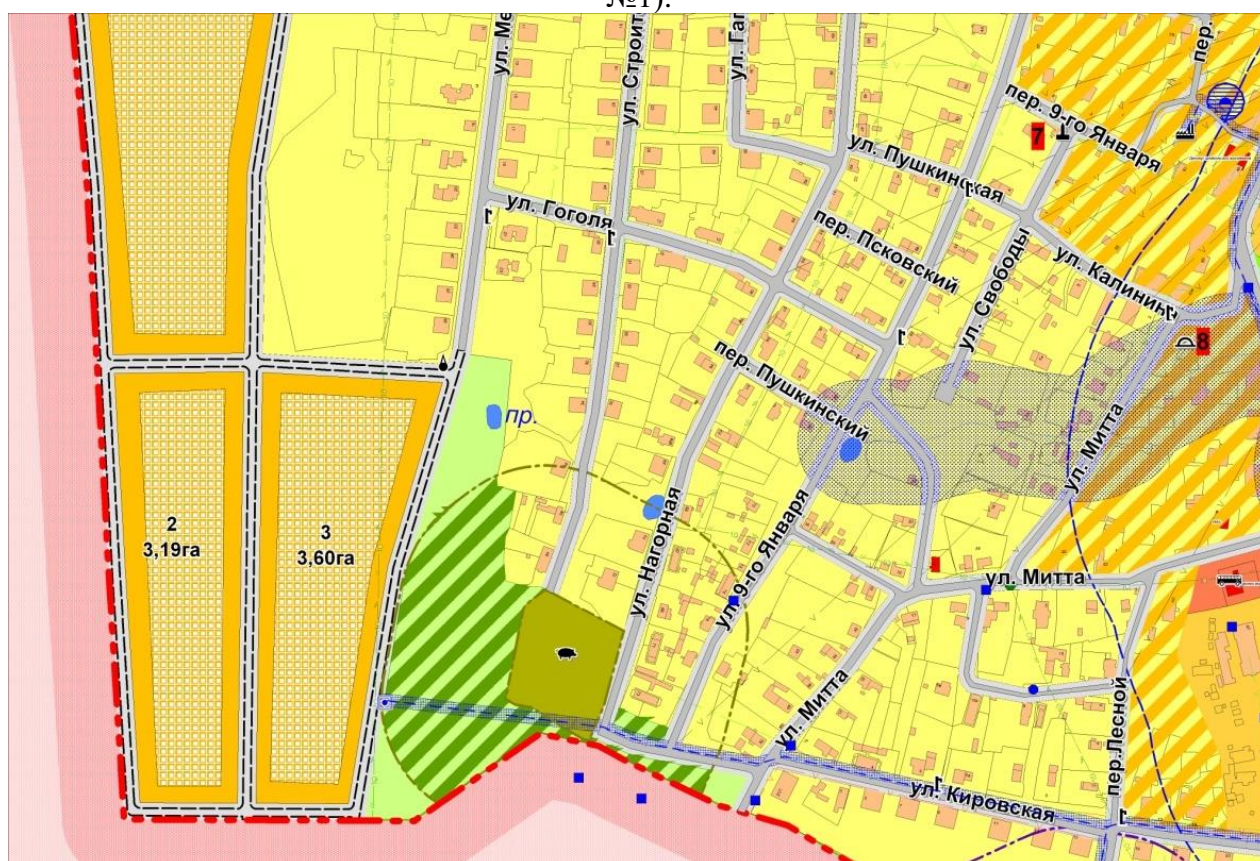 №1).
ул. Ме
ул. Строит
ул. Гаг
пер.
пер. 9-го Января
7
ул. Пушкинская
ул. Гоголя
пер. Псковский
ул. Свободы
ул. Калинины
8
пер. Пушкинский
пр.
ул. Митта
ул. Нагорная
ул. 9-го Января
2
3,19га
3
3,60га
ул. Митта
ул. Митта
пер.Лесной
ул. Кировская